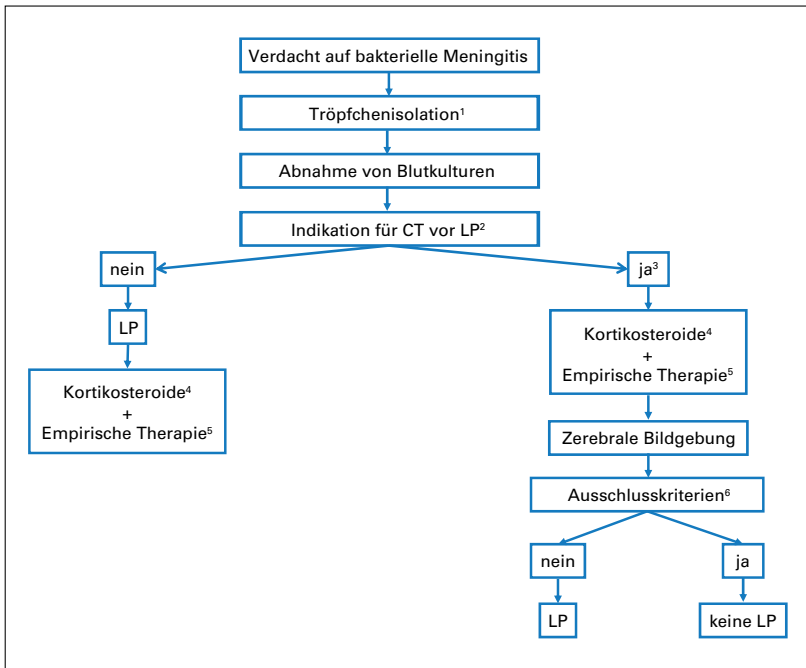 Verdacht auf bakterielle Meningitis
Tröpfchenisolation¹
Abnahme von Blutkulturen
Indikation für CT vor LP²
nein
LP
Kortikosteroide⁴
+
Empirische Therapie⁵
ja³
Kortikosteroide⁴
+
Empirische Therapie⁵
Zerebrale Bildgebung
Ausschlusskriterien⁶
nein
LP
ja
keine LP